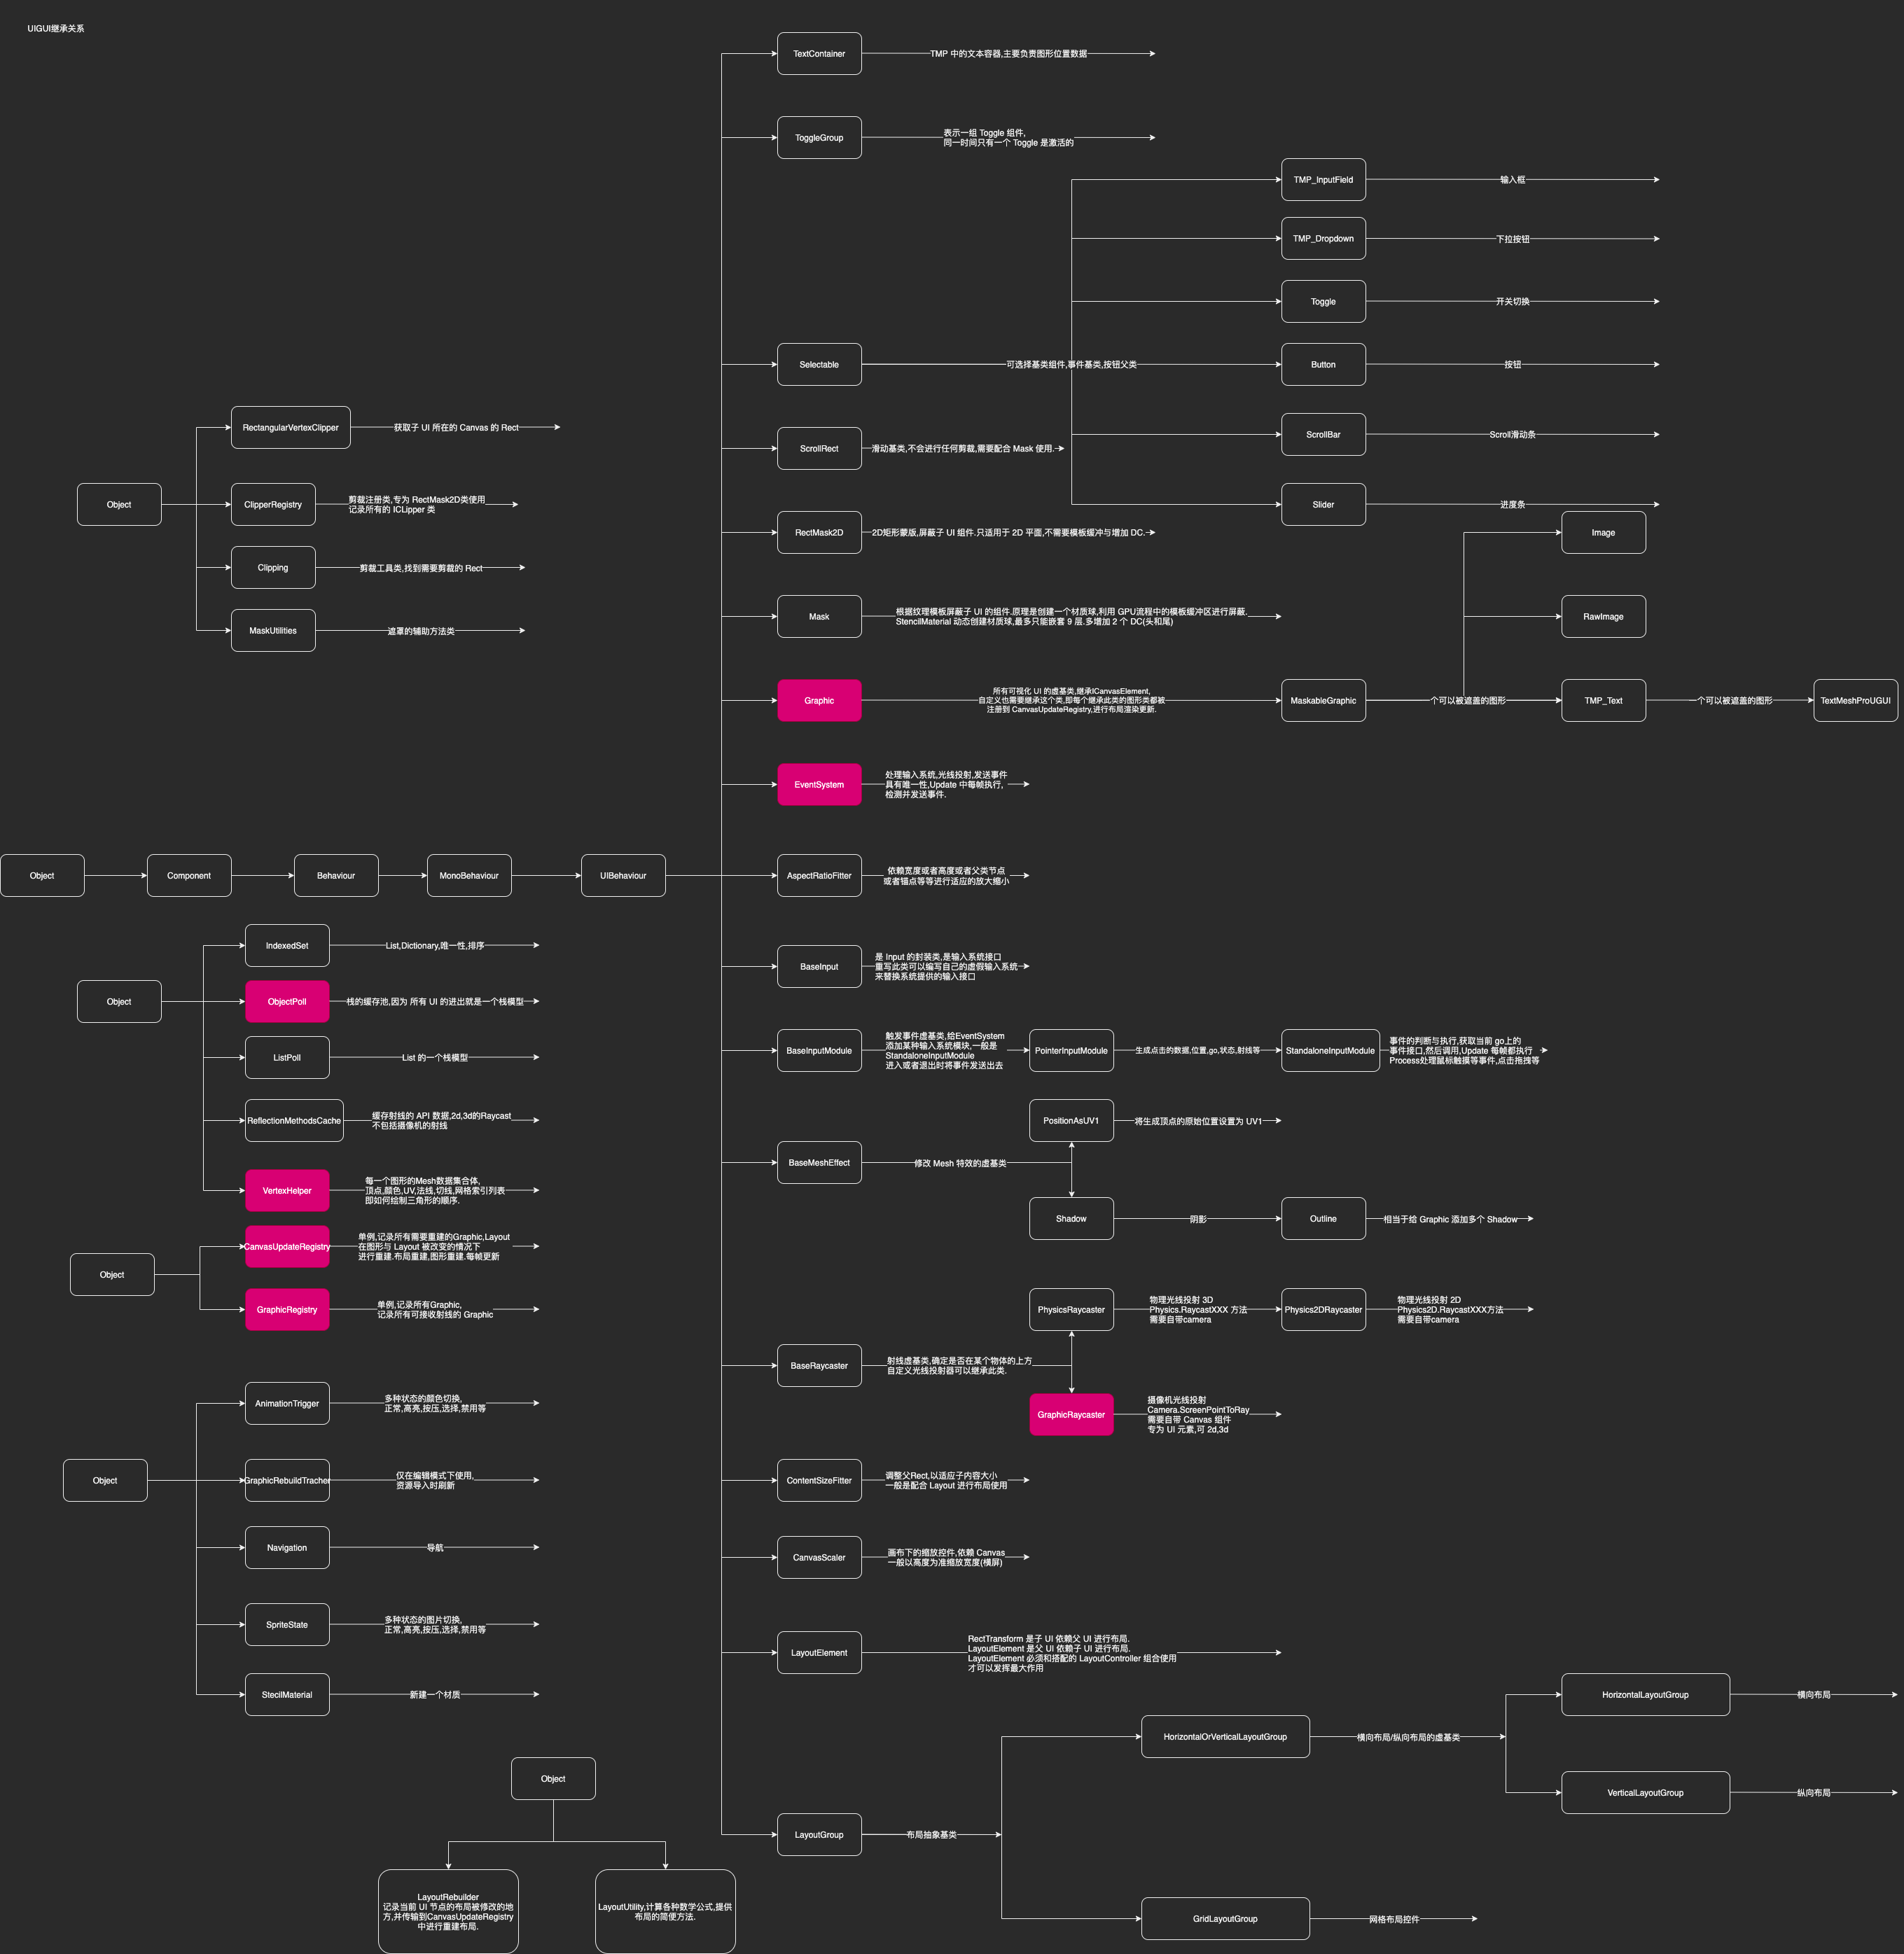 UIGUI继承关系
TextContainer
TMP 中的文本容器,主要负责图形位置数据
ToggleGroup
表示一组 Toggle 组件,
同一时间只有一个 Toggle 是激活的
TMP_InputField
输入框
TMP_Dropdown
下拉按钮
Toggle
开关切换
Selectable
可选择基类组件,事件基类,按钮父类
Button
按钮
ScrollBar
Scroll滑动条
Slider
进度条
ScrollRect
滑动基类,不会进行任何剪裁,需要配合 Mask 使用.
RectMask2D
2D矩形蒙版,屏蔽子 UI 组件.只适用于 2D 平面,不需要模板缓冲与增加 DC.
Mask
根据纹理模板屏蔽子 UI 的组件.原理是创建一个材质球,利用 GPU流程中的模板缓冲区进行屏蔽.
StencilMaterial 动态创建材质球,最多只能嵌套 9 层.多增加 2 个 DC(头和尾)
Graphic
所有可视化 UI 的虚基类,继承ICanvasElement,
自定义也需要继承这个类,即每个继承此类的图形类都被
注册到 CanvasUpdateRegistry,进行布局渲染更新.
MaskableGraphic
个可以被遮盖的图形
Image
RawImage
TMP_Text
个可以被遮盖的图形
TextMeshProUGUI
EventSystem
处理输入系统,光线投射,发送事件
具有唯一性,Update 中每帧执行,
检测并发送事件.
Object
RectangularVertexClipper
获取子 UI 所在的 Canvas 的 Rect
ClipperRegistry
剪裁注册类,专为 RectMask2D类使用
记录所有的 ICLipper 类
Clipping
剪裁工具类,找到需要剪裁的 Rect
MaskUtilities
遮罩的辅助方法类
Object
Component
Behaviour
MonoBehaviour
UIBehaviour
AspectRatioFitter
依赖宽度或者高度或者父类节点
或者锚点等等进行适应的放大缩小
BaseInput
是 Input 的封装类,是输入系统接口
重写此类可以编写自己的虚假输入系统
来替换系统提供的输入接口
BaseInputModule
触发事件虚基类,给EventSystem
添加某种输入系统模块,一般是
StandaloneInputModule
进入或者退出时将事件发送出去
PointerInputModule
生成点击的数据,位置,go,状态,射线等
StandaloneInputModule
事件的判断与执行,获取当前 go上的
事件接口,然后调用,Update 每帧都执行
Process处理鼠标触摸等事件,点击拖拽等
BaseMeshEffect
修改 Mesh 特效的虚基类
PositionAsUV1
将生成顶点的原始位置设置为 UV1
Shadow
阴影
Outline
相当于给 Graphic 添加多个 Shadow
BaseRaycaster
射线虚基类,确定是否在某个物体的上方
自定义光线投射器可以继承此类.
PhysicsRaycaster
物理光线投射 3D
Physics.RaycastXXX 方法
需要自带camera
Physics2DRaycaster
物理光线投射 2D
Physics2D.RaycastXXX方法
需要自带camera
GraphicRaycaster
摄像机光线投射
Camera.ScreenPointToRay
需要自带 Canvas 组件
专为 UI 元素,可 2d,3d
Object
IndexedSet
List,Dictionary,唯一性,排序
ObjectPoll
栈的缓存池,因为 所有 UI 的进出就是一个栈模型
ListPoll
List 的一个栈模型
ReflectionMethodsCache
缓存射线的 API 数据,2d,3d的Raycast
不包括摄像机的射线
VertexHelper
每一个图形的Mesh数据集合体,
顶点,颜色,UV,法线,切线,网格索引列表
即如何绘制三角形的顺序.
Object
CanvasUpdateRegistry
单例,记录所有需要重建的Graphic,Layout
在图形与 Layout 被改变的情况下
进行重建.布局重建,图形重建.每帧更新
GraphicRegistry
单例,记录所有Graphic,
记录所有可接收射线的 Graphic
Object
AnimationTrigger
多种状态的颜色切换,
正常,高亮,按压,选择,禁用等
GraphicRebuildTracher
仅在编辑模式下使用,
资源导入时刷新
Navigation
导航
SpriteState
多种状态的图片切换,
正常,高亮,按压,选择,禁用等
StecilMaterial
新建一个材质
ContentSizeFitter
调整父Rect,以适应子内容大小
一般是配合 Layout 进行布局使用
CanvasScaler
画布下的缩放控件,依赖 Canvas
一般以高度为准缩放宽度(横屏)
LayoutElement
RectTransform 是子 UI 依赖父 UI 进行布局.
LayoutElement 是父 UI 依赖子 UI 进行布局.
LayoutElement 必须和搭配的 LayoutController 组合使用
才可以发挥最大作用
LayoutGroup
布局抽象基类
HorizontalOrVerticalLayoutGroup
横向布局/纵向布局的虚基类
HorizontalLayoutGroup
横向布局
VerticalLayoutGroup
纵向布局
GridLayoutGroup
网格布局控件
Object
LayoutRebuilder
记录当前 UI 节点的布局被修改的地
方,并传输到CanvasUpdateRegistry
中进行重建布局.
LayoutUtility,计算各种数学公式,提供
布局的简便方法.